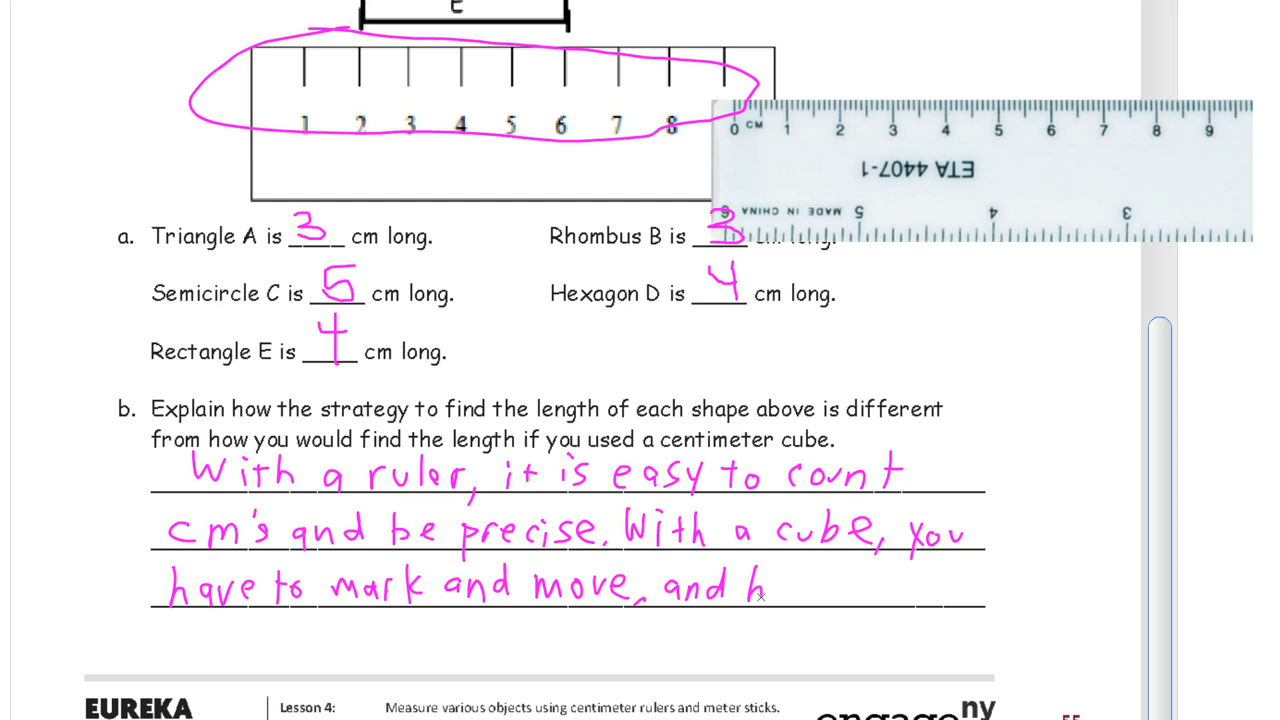 E
1 2 3 4 5 6 7 8
0 CM 1 2 3 4 5 6 7 8 9
ETA 4407-1
6 MADE IN CHINA 5 4 3
a. Triangle A is 3 cm long. Rhombus B is 3 cm long.
Semicircle C is 5 cm long. Hexagon D is 4 cm long.
Rectangle E is 4 cm long.
b. Explain how the strategy to find the length of each shape above is different
from how you would find the length if you used a centimeter cube.
With a ruler, it is easy to count
cm's and be precise. With a cube, you
have to mark and move, and h
EUREKA Lesson 4: Measure various objects using centimeter rulers and meter sticks. engage ny 55